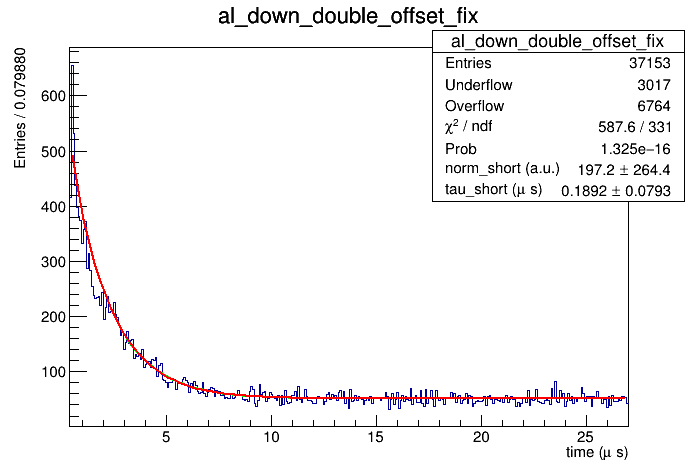 al_down_double_offset_fix
al_down_double_offset_fix
Entries 37153
Underflow 3017
Overflow 6764
χ² / ndf 587.6 / 331
Prob 1.325e−16
norm_short (a.u.) 197.2 ± 264.4
tau_short (μ s) 0.1892 ± 0.0793
Entries / 0.079880
600
500
400
300
200
100
5 10 15 20 25
time (μ s)